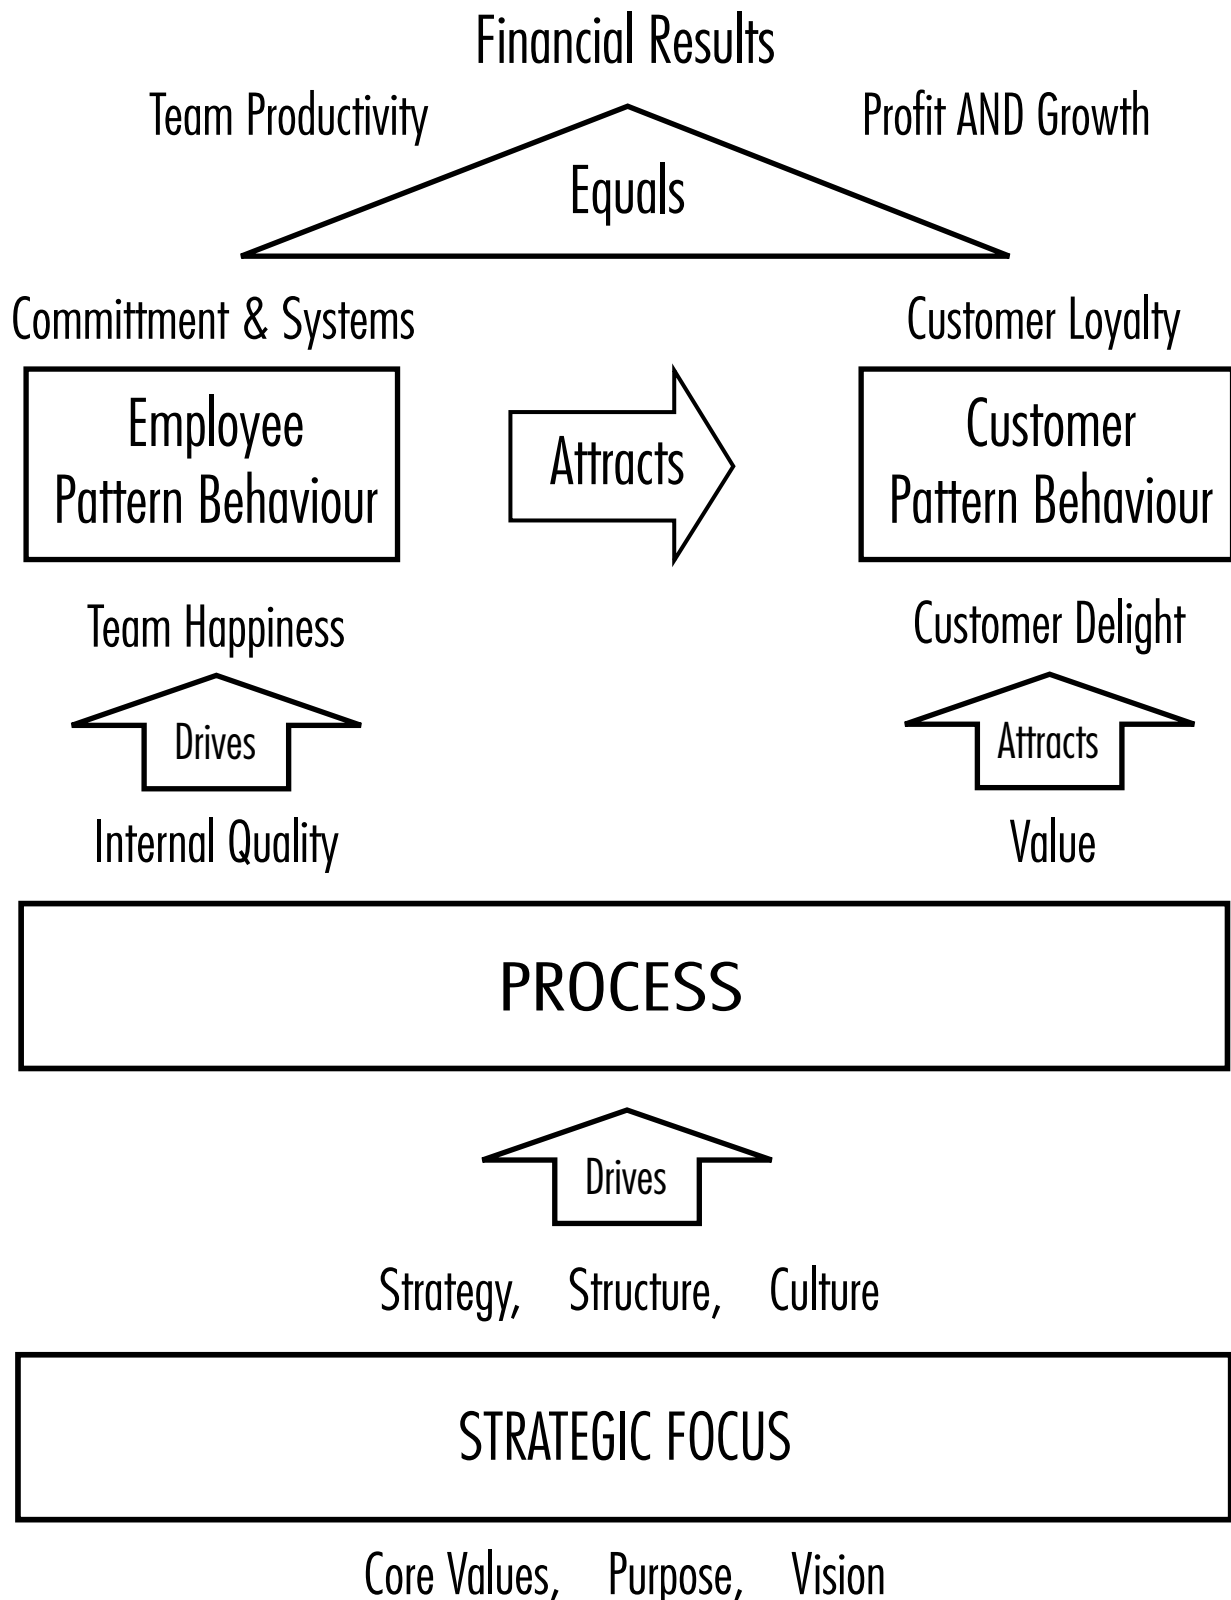 Financial Results
Team Productivity
Profit AND Growth
Equals
Committment & Systems
Customer Loyalty
Employee
Pattern Behaviour
Attracts
Customer
Pattern Behaviour
Team Happiness
Customer Delight
Drives
Attracts
Internal Quality
Value
PROCESS
Drives
Strategy, Structure, Culture
STRATEGIC FOCUS
Core Values, Purpose, Vision